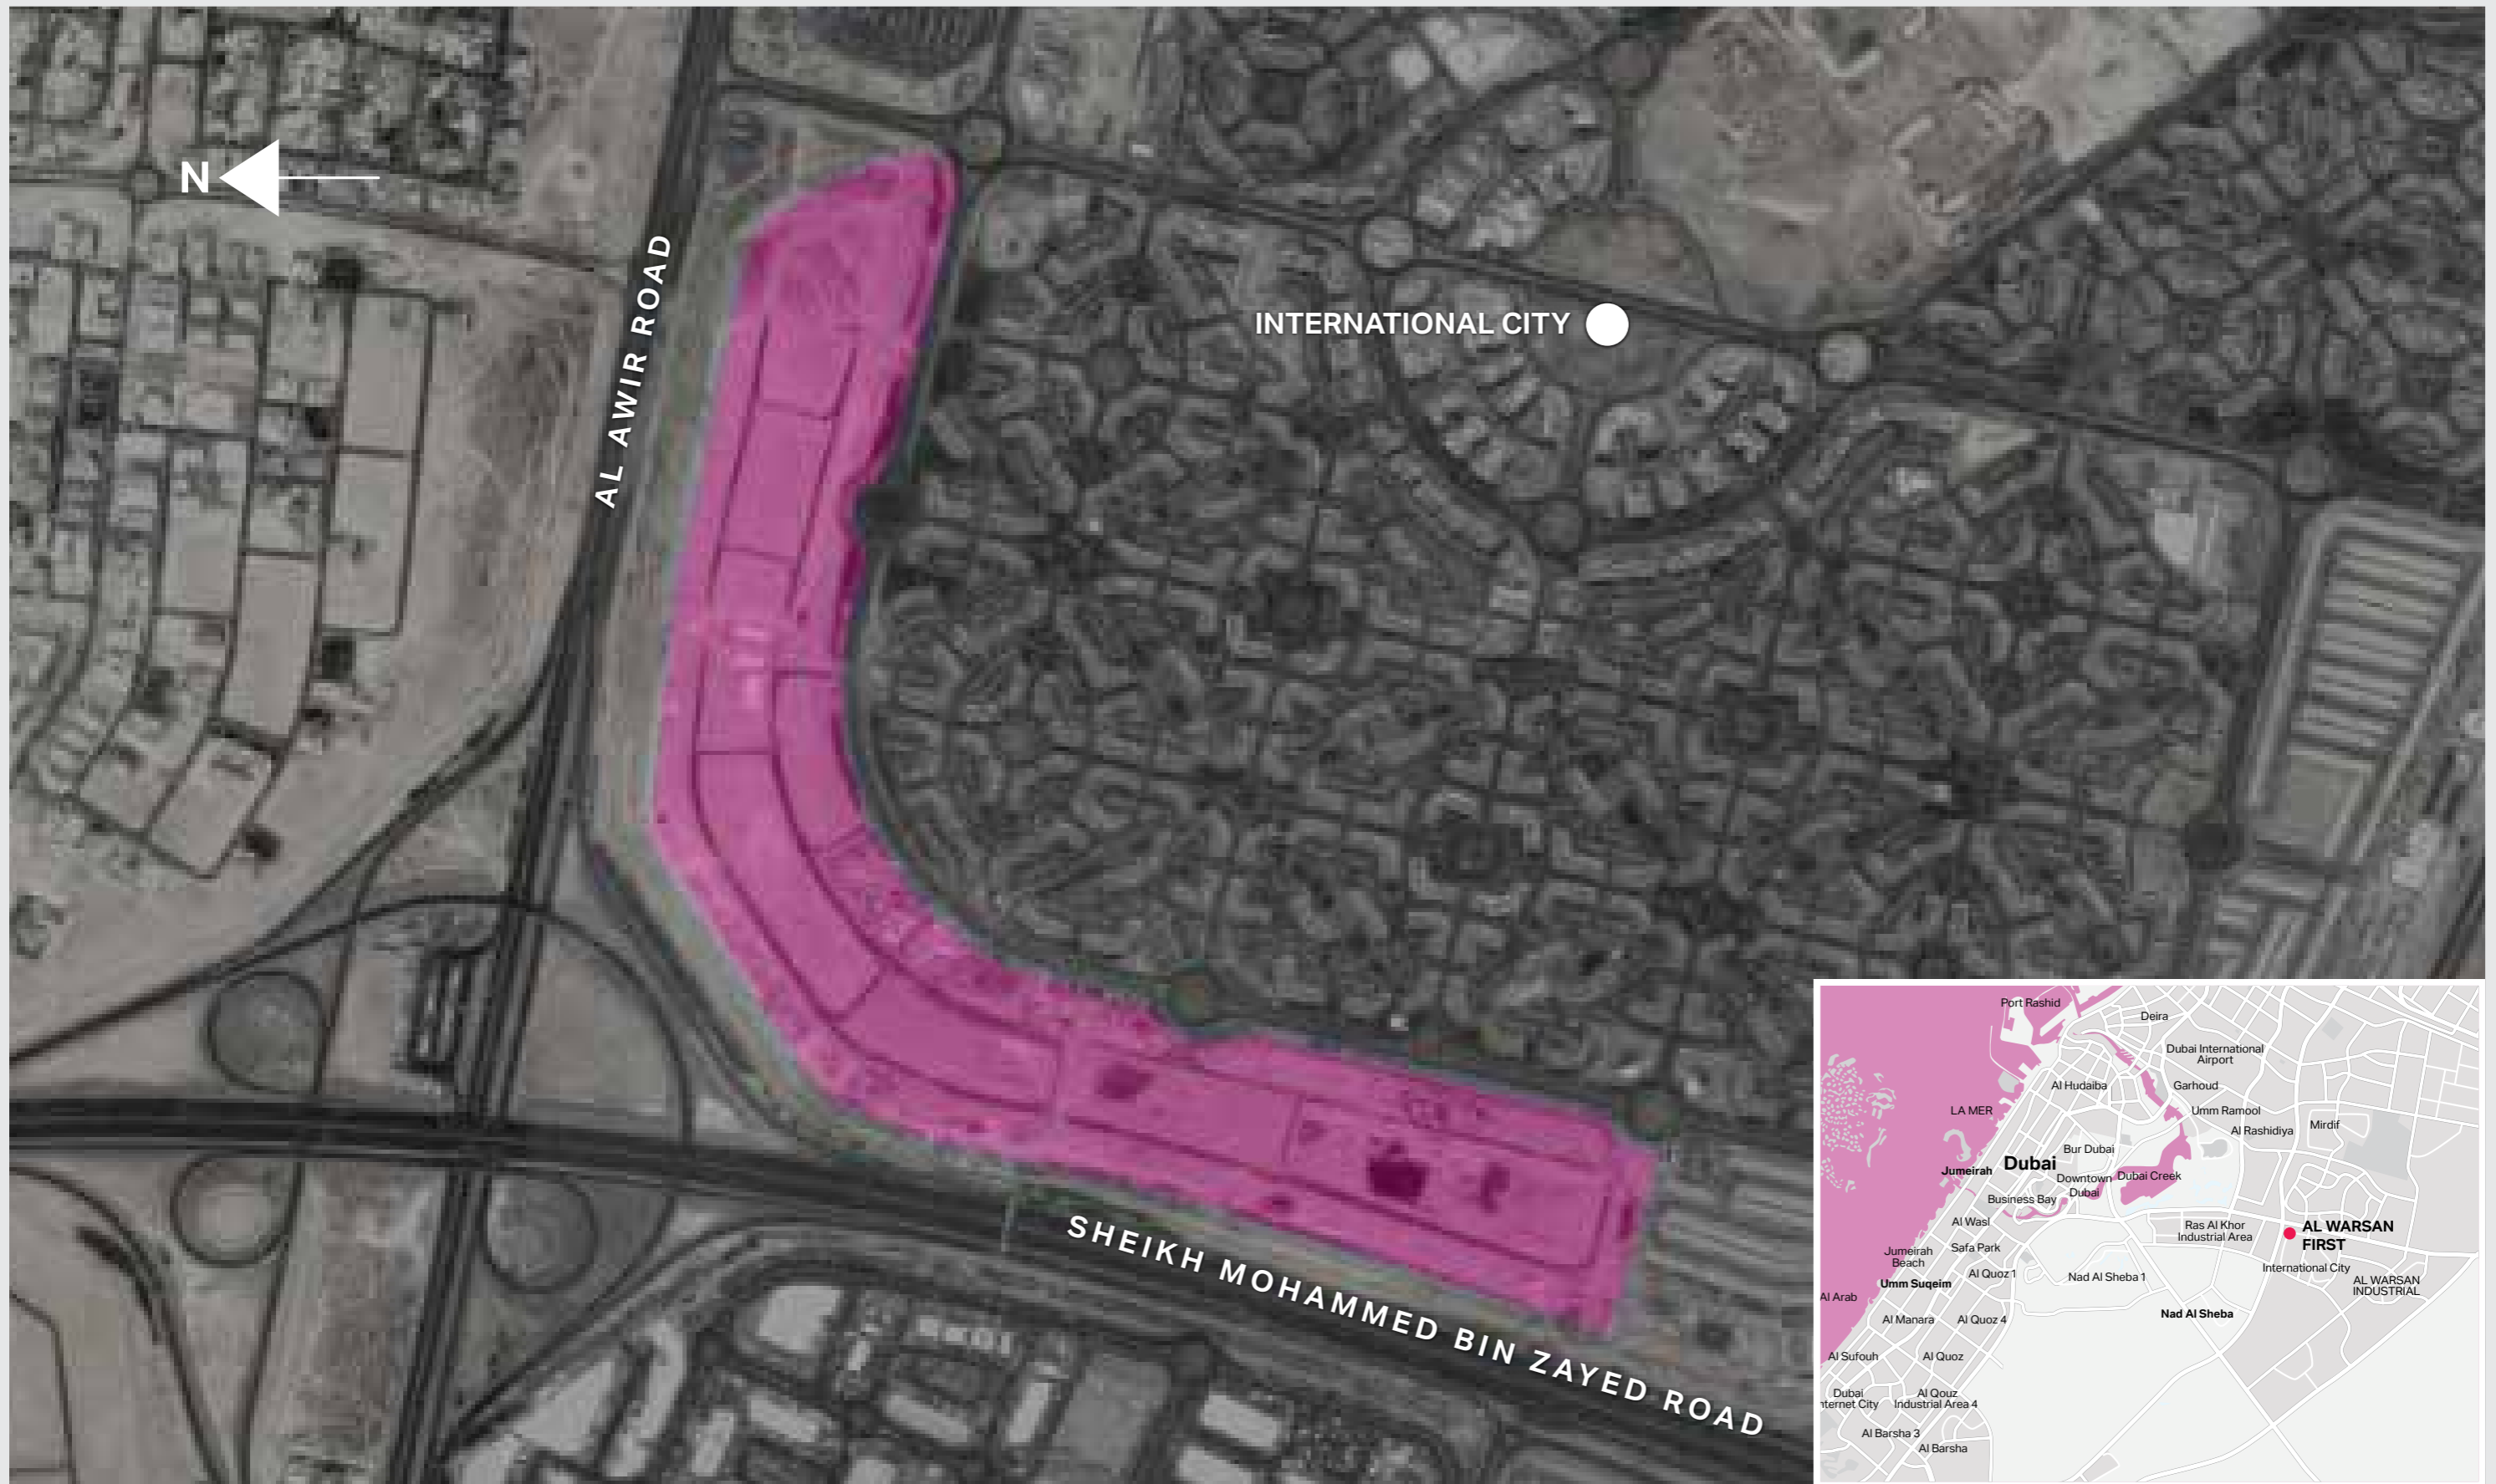 N
AL AWIR ROAD
INTERNATIONAL CITY
SHEIKH MOHAMMED BIN ZAYED ROAD
Port Rashid
Deira
Dubai International
Airport
Al Hudaiba
Garhoud
LA MER
Umm Ramool
Al Rashidiya
Mirdif
Bur Dubai
Dubai
Jumeirah
Downtown
Dubai
Dubai Creek
Business Bay
Al Wasl
Ras Al Khor
Industrial Area
AL WARSAN
FIRST
Jumeirah
Beach
Safa Park
International City
Al Quoz 1
Nad Al Sheba 1
AL WARSAN
INDUSTRIAL
Umm Suqeim
Al Arab
Nad Al Sheba
Al Manara
Al Quoz 4
Al Sufouh
Al Quoz
Dubai
nternet City
Al Qouz
Industrial Area 4
Al Barsha 3
Al Barsha